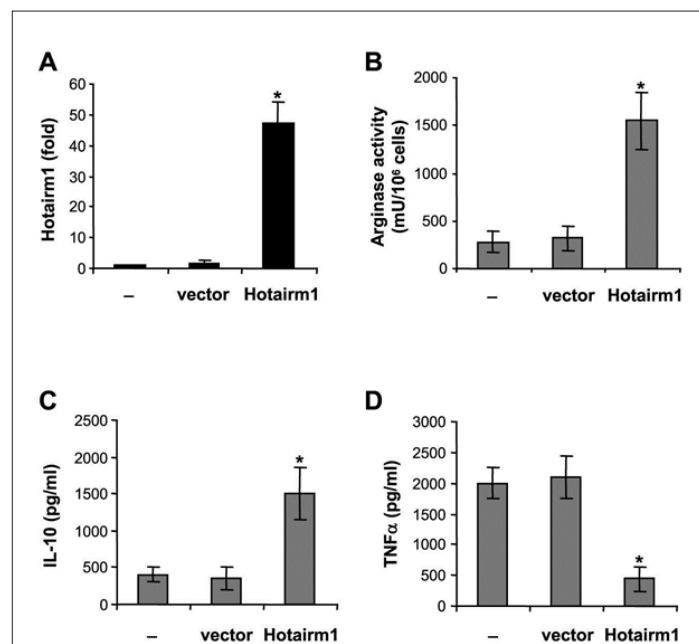 A
Hotairm1 (fold)
60
50
40
30
20
10
0
*
– vector Hotairm1
B
Arginase activity
(mU/10⁶ cells)
2000
1500
1000
500
0
*
– vector Hotairm1
C
IL-10 (pg/ml)
2500
2000
1500
1000
500
0
*
– vector Hotairm1
D
TNFα (pg/ml)
3000
2500
2000
1500
1000
500
0
*
– vector Hotairm1